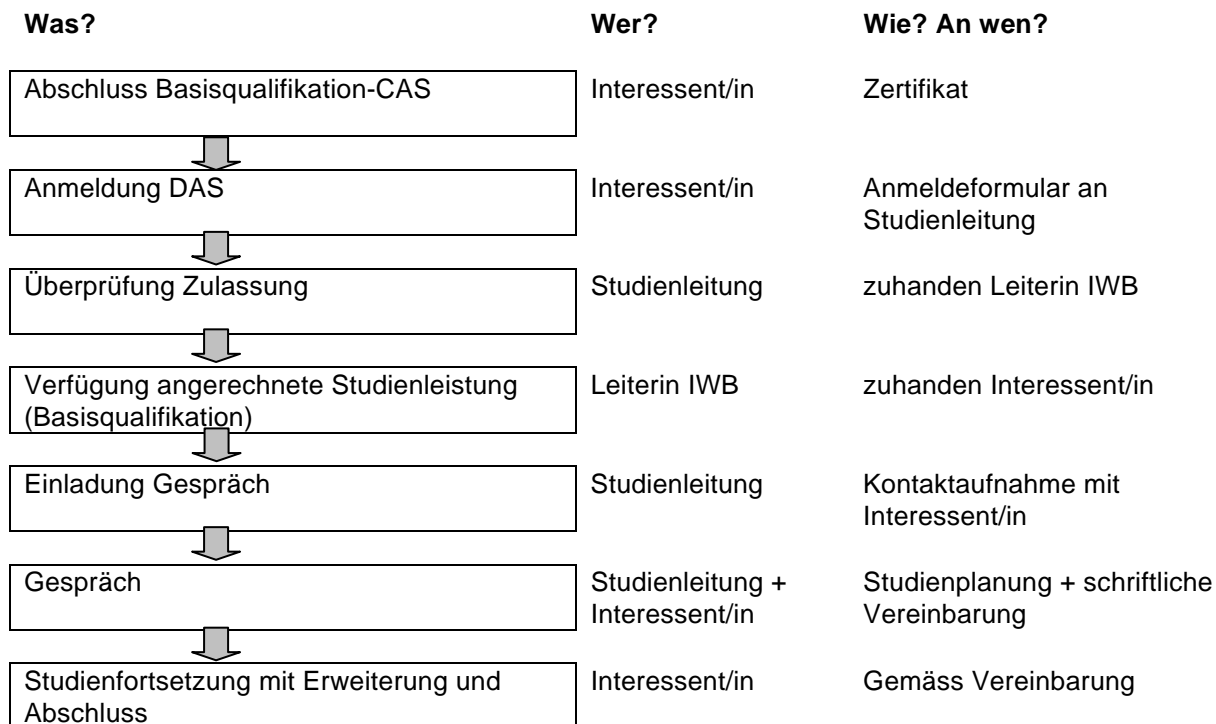 Was? Wer? Wie? An wen?
Abschluss Basisqualifikation-CAS Interessent/in Zertifikat
Anmeldung DAS Interessent/in Anmeldeformular an
Studienleitung
Überprüfung Zulassung Studienleitung zuhanden Leiterin IWB
Verfügung angerechnete Studienleistung Leiterin IWB zuhanden Interessent/in
(Basisqualifikation)
Einladung Gespräch Studienleitung Kontaktaufnahme mit
Interessent/in
Gespräch Studienleitung + Studienplanung + schriftliche
Interessent/in Vereinbarung
Studienfortsetzung mit Erweiterung und Interessent/in Gemäss Vereinbarung
Abschluss